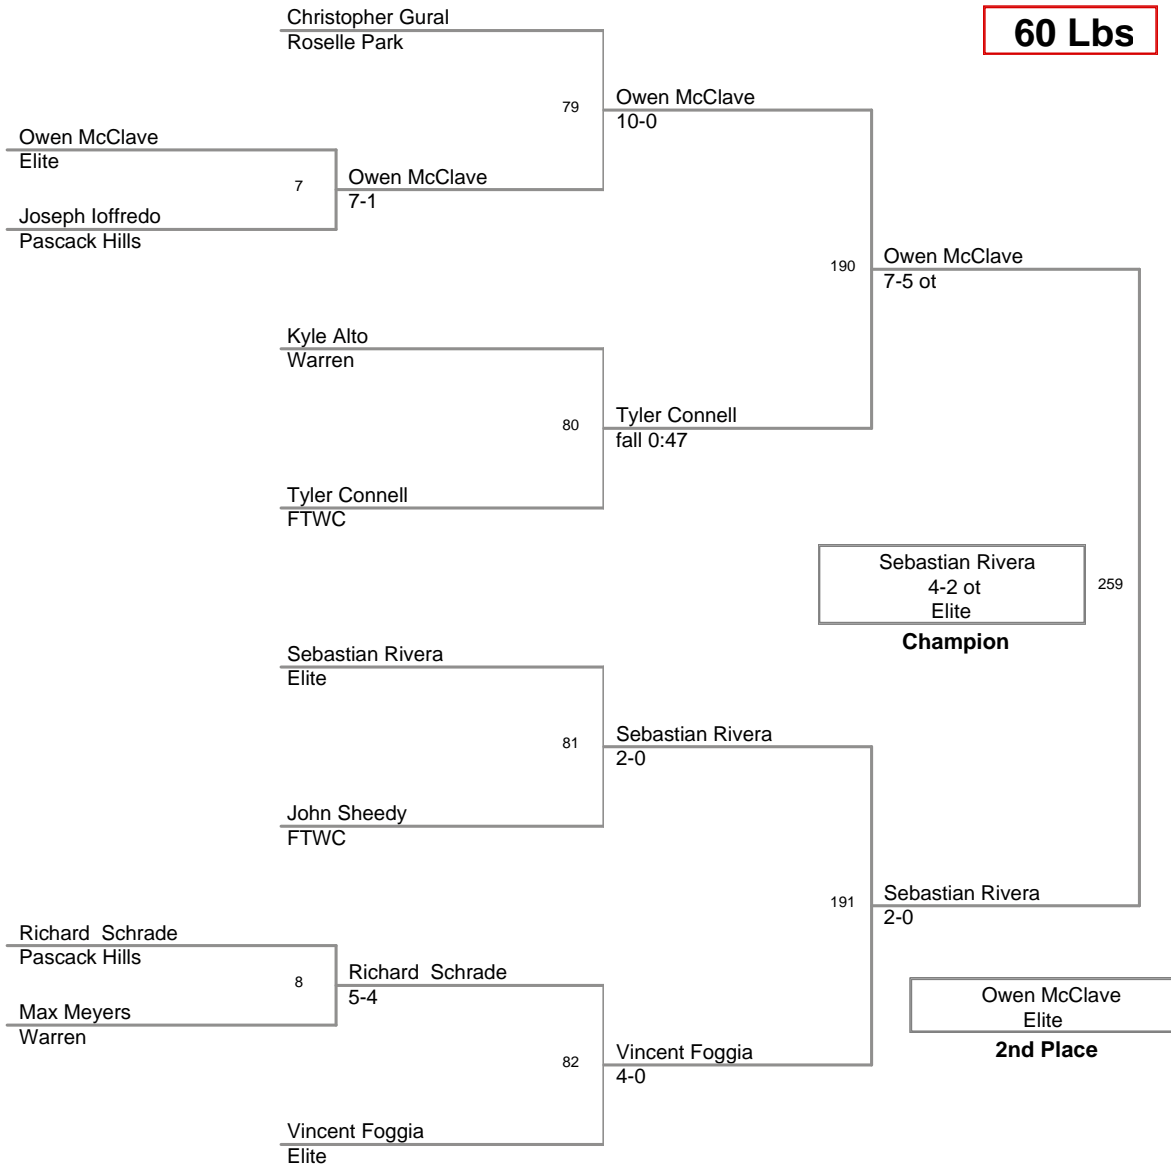 Christopher Gural
Roselle Park
60 Lbs
79
Owen McClave
10-0
Owen McClave
Elite
7
Owen McClave
7-1
Joseph Ioffredo
Pascack Hills
190
Owen McClave
7-5 ot
Kyle Alto
Warren
80
Tyler Connell
fall 0:47
Tyler Connell
FTWC
Sebastian Rivera
4-2 ot
Elite
259
Champion
Sebastian Rivera
Elite
81
Sebastian Rivera
2-0
John Sheedy
FTWC
191
Sebastian Rivera
2-0
Richard  Schrade
Pascack Hills
8
Richard  Schrade
5-4
Max Meyers
Warren
Owen McClave
Elite
2nd Place
82
Vincent Foggia
4-0
Vincent Foggia
Elite